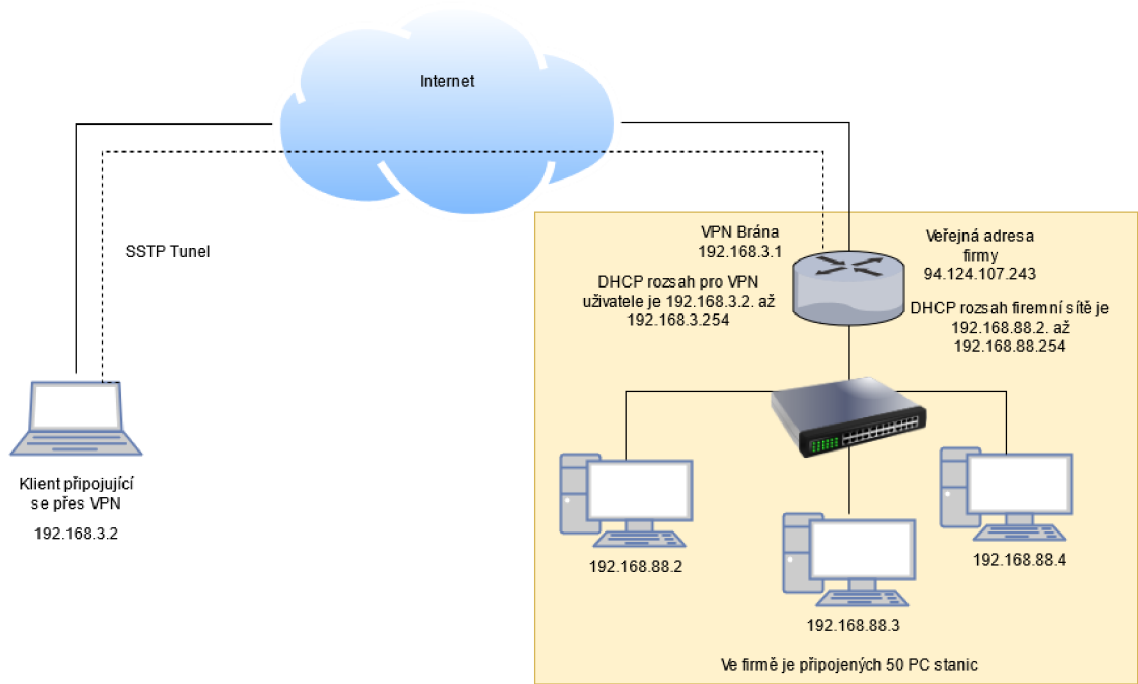 Internet
SSTP Tunel
VPN Brána
192.168.3.1
Veřejná adresa
firmy
94.124.107.243
DHCP rozsah pro VPN
uživatele je 192.168.3.2. až
192.168.3.254
DHCP rozsah firemní sítě je
192.168.88.2. až
192.168.88.254
Klient připojující
se přes VPN
192.168.3.2
192.168.88.2
192.168.88.3
192.168.88.4
Ve firmě je připojených 50 PC stanic